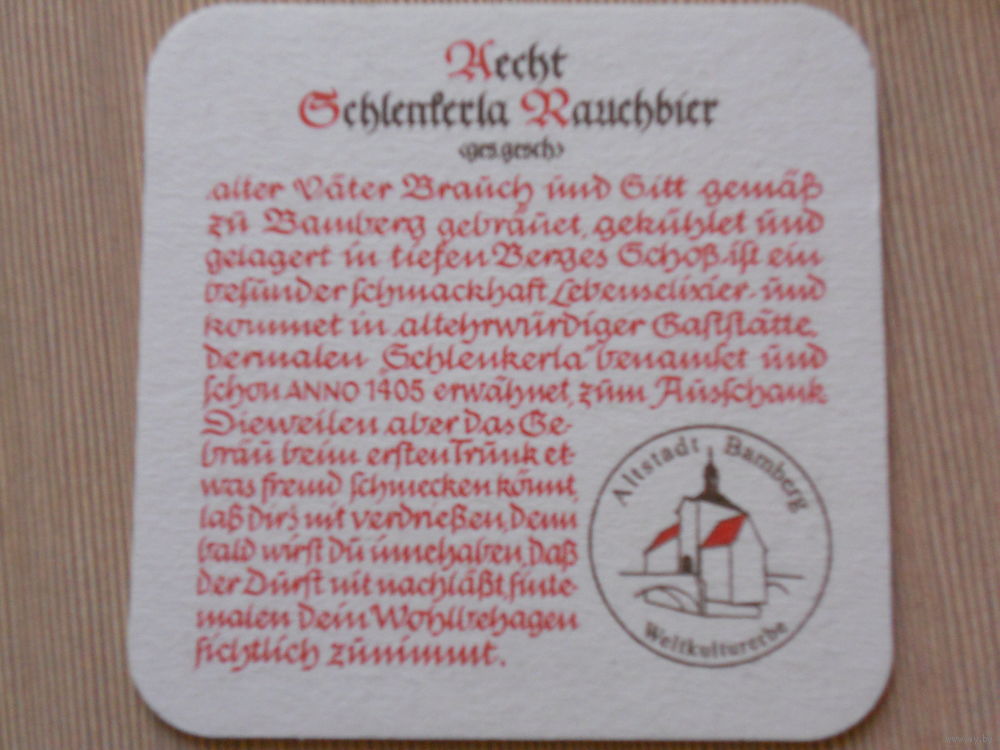 Aecht
Schlenkerla Rauchbier
<ges.gesch>
alter Väter Brauch und Sitt gemäß
zu Bamberg gebräuet, gekühlet und
gelagert in tiefen Berges Schoß ist ein
besunder schmackhaft Lebenselixier und
kommet in altehrwürdiger Gaststätte,
dermalen „Schlenkerla“ benamset und
schon ANNO 1405 erwähnet, zum Ausschank.
Dieweilen aber das Ge-
bräu beim ersten Trunk et-
was fremd schmecken könnt,
laß Dirs nit verdrießen, denn
bald wirst Du innehaben, daß
der Durst nit nachläßt, sinte-
malen Dein Wohlbehagen
sichtlich zunimmt.
Altstadt Bamberg
Weltkulturerbe